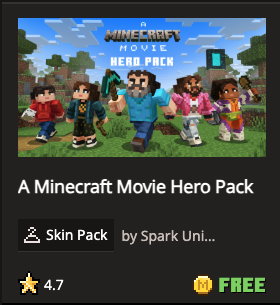 A
MINECRAFT
MOVIE
HERO PACK
A Minecraft Movie Hero Pack
Skin Pack
by Spark Uni...
4.7
M FREE